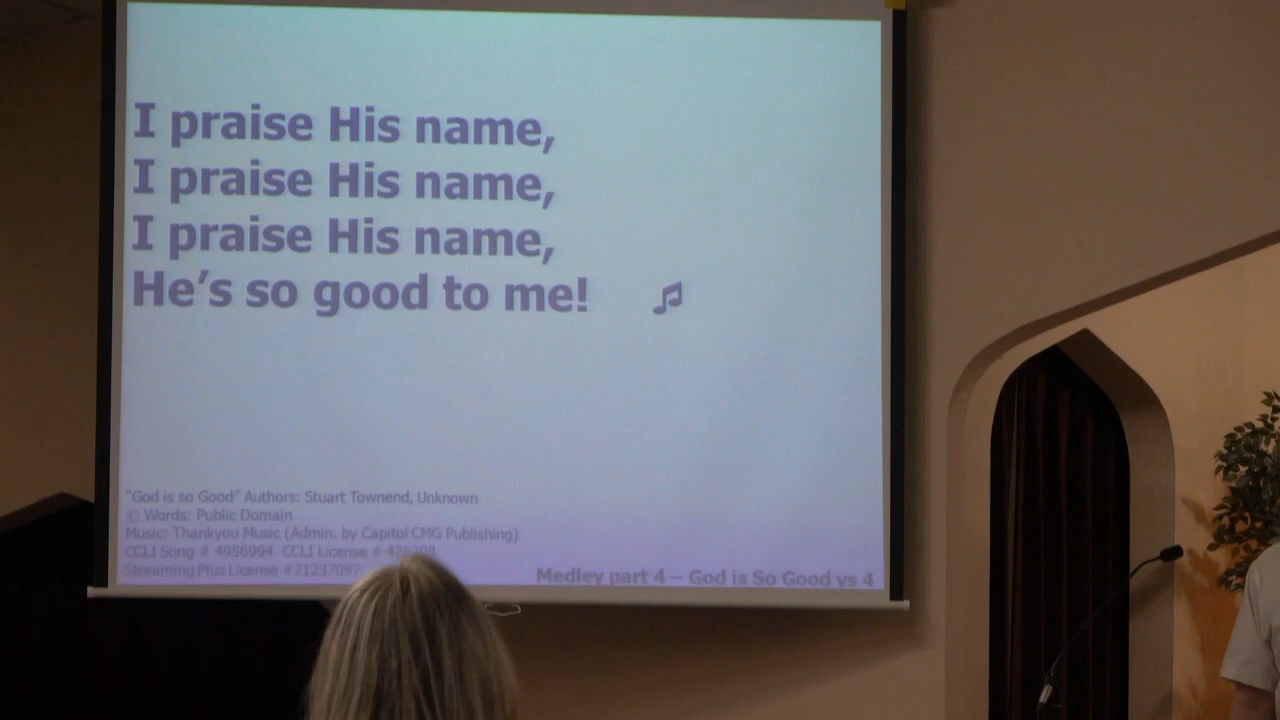 I praise His name,
I praise His name,
I praise His name,
He's so good to me!
"God is so Good" Authors: Stuart Townend, Unknown
© Words: Public Domain
Music: Thankyou Music (Admin. by Capitol CMG Publishing)
CCLI Song # 4956994 CCLI License #
Streaming Plus License #21237097
Medley part 4 – God is So Good vs 4